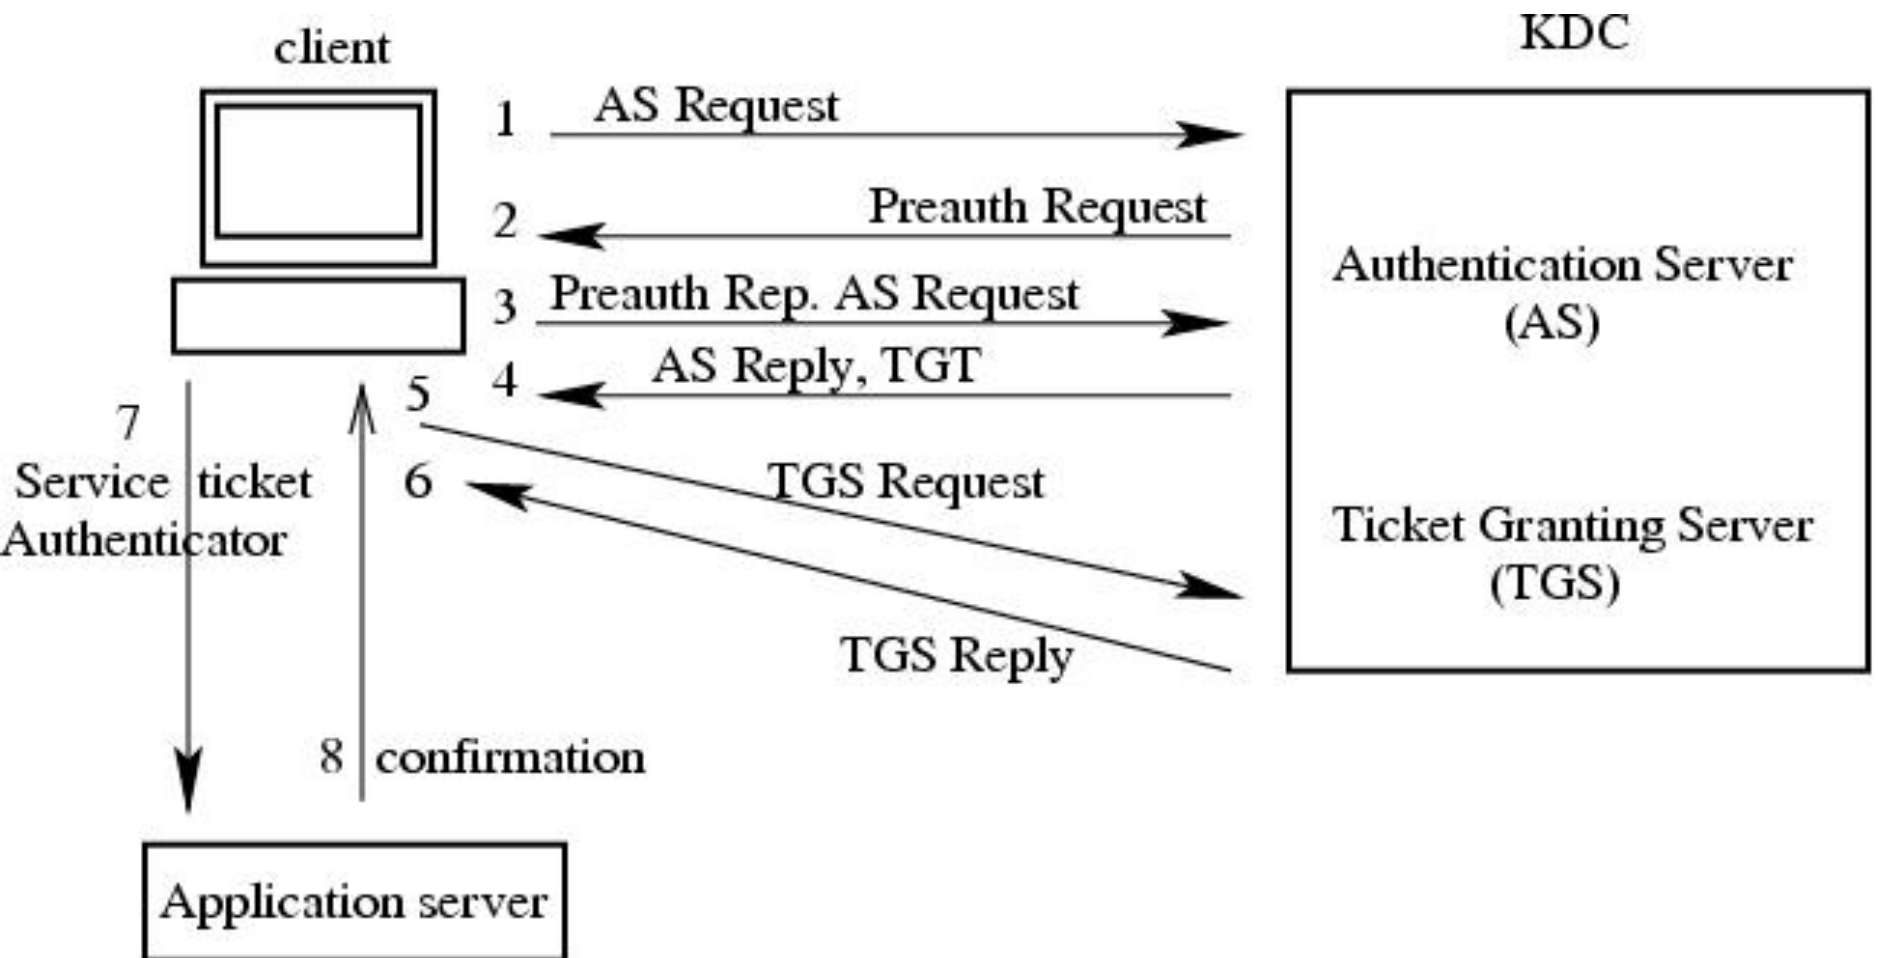 client
KDC
1 AS Request
2 Preauth Request
3 Preauth Rep. AS Request
4 AS Reply, TGT
Authentication Server
(AS)
5 TGS Request
6 TGS Reply
Ticket Granting Server
(TGS)
7
Service ticket
Authenticator
8 confirmation
Application server